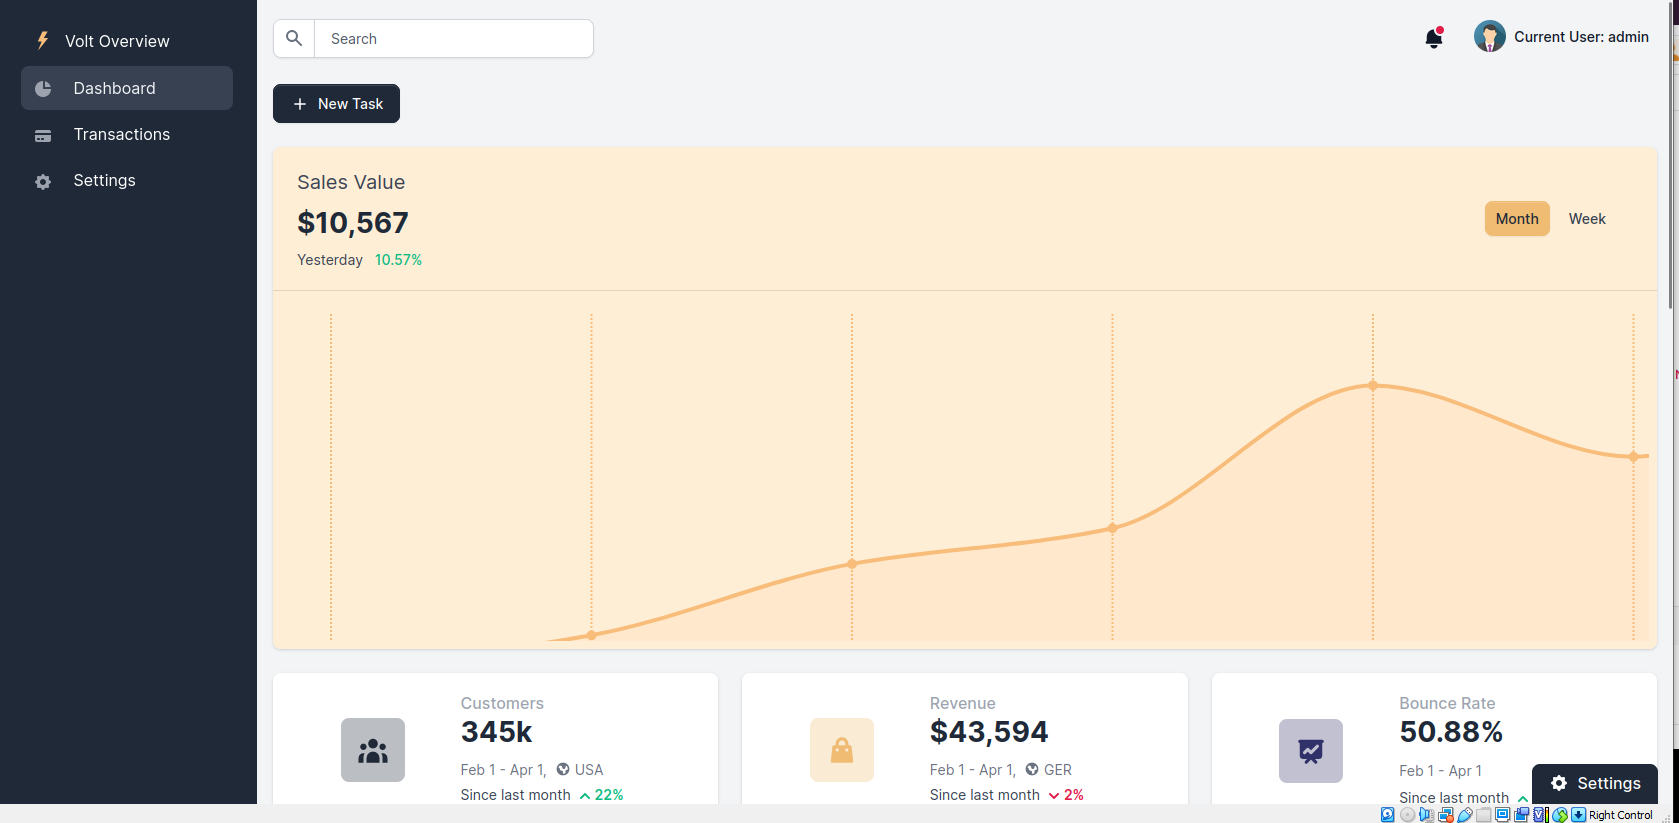 Volt Overview
Dashboard
Transactions
Settings
Search
Current User: admin
New Task
Sales Value
$10,567
Yesterday 10.57%
Month Week
Customers
345k
Feb 1 - Apr 1, USA
Since last month 22%
Revenue
$43,594
Feb 1 - Apr 1, GER
Since last month 2%
Bounce Rate
50.88%
Feb 1 - Apr 1
Since last month
Settings
Right Control